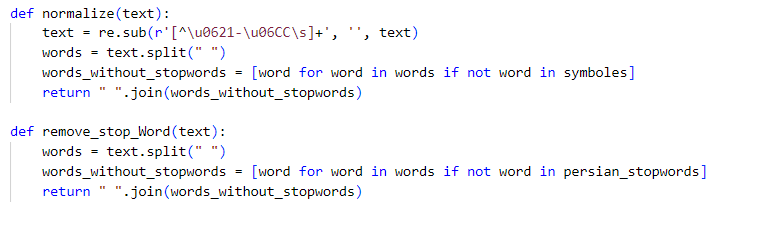 def normalize(text):
    text = re.sub(r'[^\u0621-\u06CC\s]+', '', text)
    words = text.split(" ")
    words_without_stopwords = [word for word in words if not word in symboles]
    return " ".join(words_without_stopwords)

def remove_stop_Word(text):
    words = text.split(" ")
    words_without_stopwords = [word for word in words if not word in persian_stopwords]
    return " ".join(words_without_stopwords)